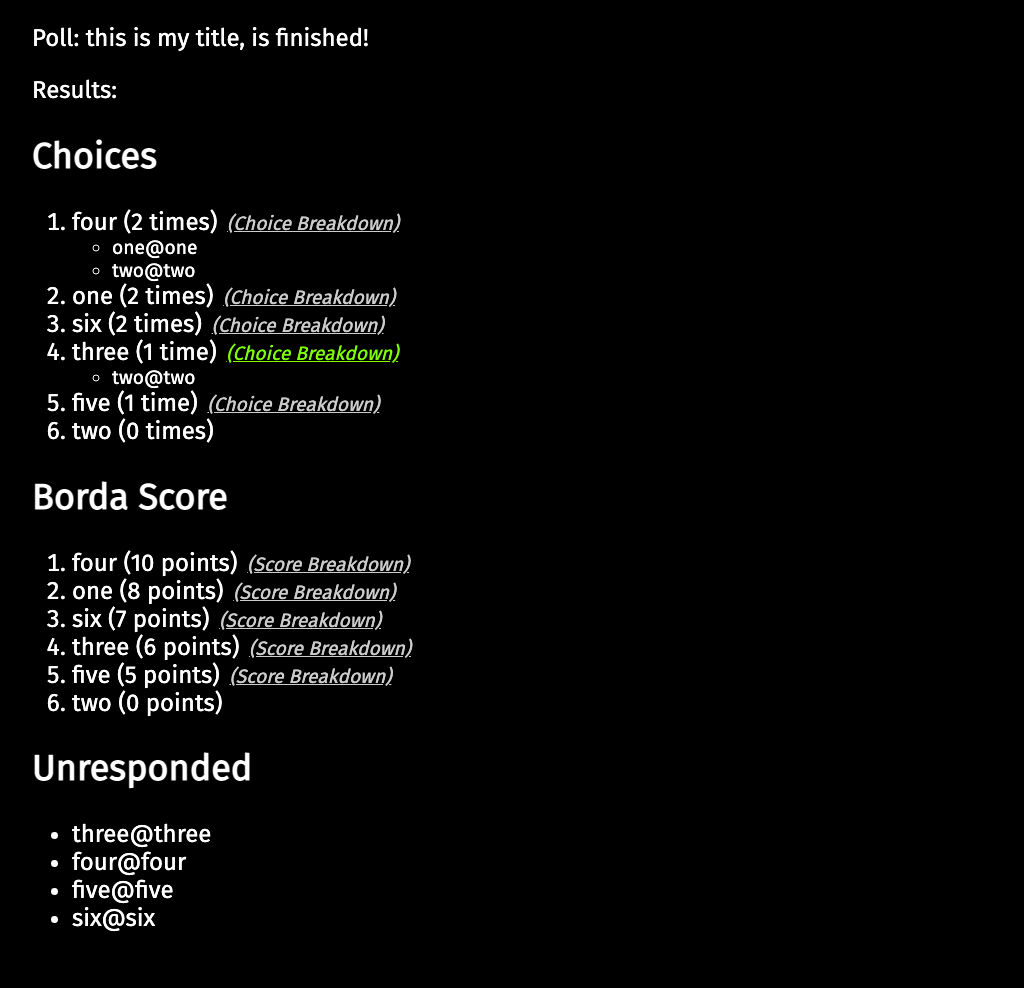 Poll: this is my title, is finished!
Results:
Choices
1. four (2 times) (Choice Breakdown)
◦ one@one
◦ two@two
2. one (2 times) (Choice Breakdown)
3. six (2 times) (Choice Breakdown)
4. three (1 time) (Choice Breakdown)
◦ two@two
5. five (1 time) (Choice Breakdown)
6. two (0 times)
Borda Score
1. four (10 points) (Score Breakdown)
2. one (8 points) (Score Breakdown)
3. six (7 points) (Score Breakdown)
4. three (6 points) (Score Breakdown)
5. five (5 points) (Score Breakdown)
6. two (0 points)
Unresponded
• three@three
• four@four
• five@five
• six@six